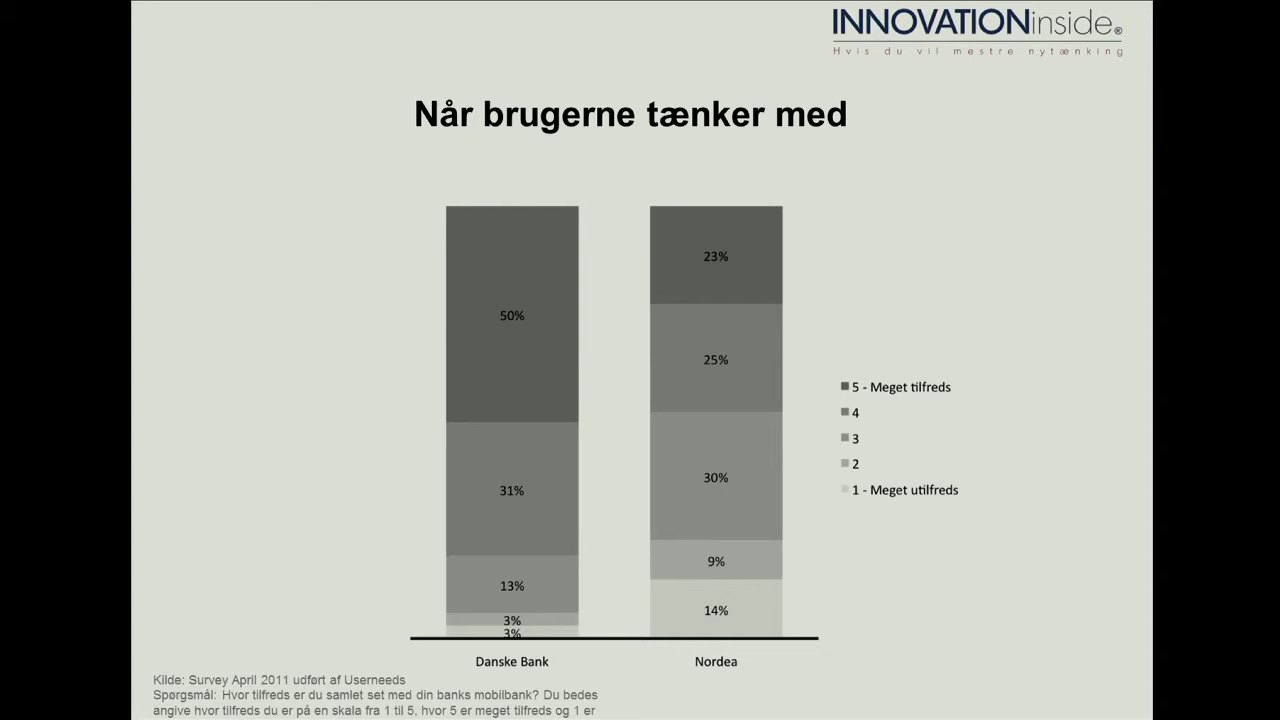 INNOVATIONinside®
Hvis du vil mestre nytænking
Når brugerne tænker med
50%
31%
13%
3%
3%
23%
25%
30%
9%
14%
5 - Meget tilfreds
4
3
2
1 - Meget utilfreds
Danske Bank
Nordea
Kilde: Survey April 2011 udført af Userneeds
Spørgsmål: Hvor tilfreds er du samlet set med din banks mobilbank? Du bedes
angive hvor tilfreds du er på en skala fra 1 til 5, hvor 5 er meget tilfreds og 1 er